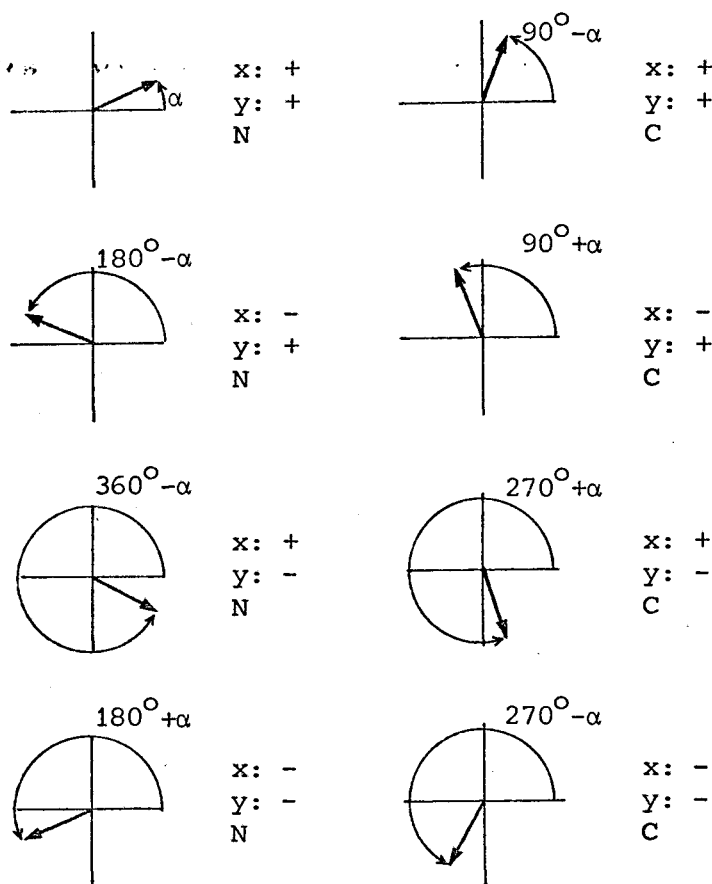 α
x: +
y: +
N
90°-α
x: +
y: +
C
180°-α
x: -
y: +
N
90°+α
x: -
y: +
C
360°-α
x: +
y: -
N
270°+α
x: +
y: -
C
180°+α
x: -
y: -
N
270°-α
x: -
y: -
C